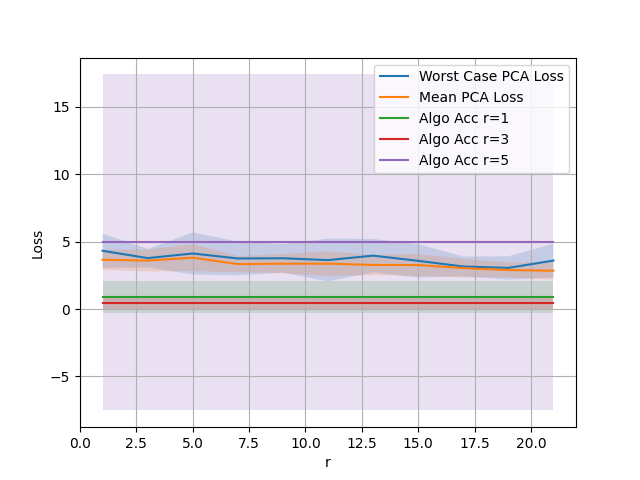 Worst Case PCA Loss
Mean PCA Loss
Algo Acc r=1
Algo Acc r=3
Algo Acc r=5
15
10
5
0
−5
Loss
0.0 2.5 5.0 7.5 10.0 12.5 15.0 17.5 20.0
r